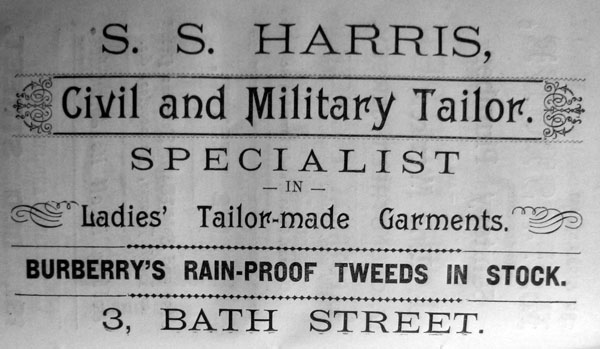 S. S. HARRIS,
Civil and Military Tailor.
SPECIALIST
— IN —
Ladies' Tailor-made Garments.
BURBERRY'S RAIN-PROOF TWEEDS IN STOCK.
3, BATH STREET.